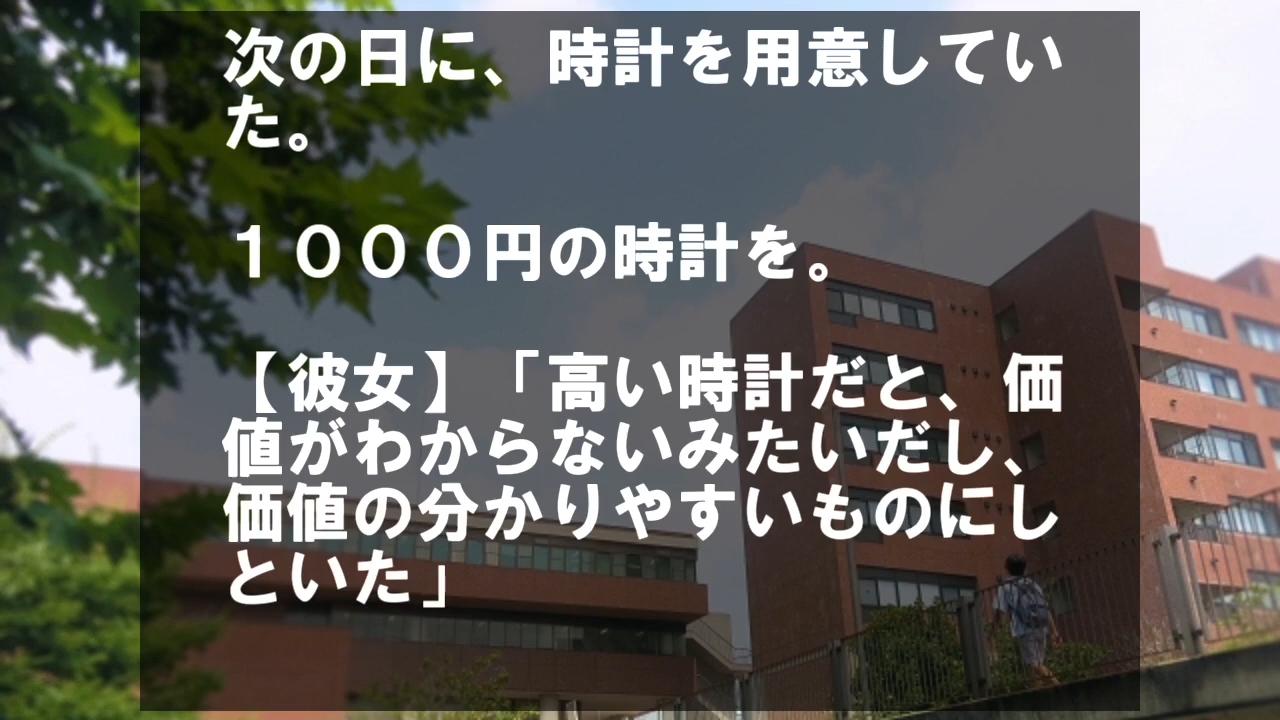 次の日に、時計を用意してい
た。
１０００円の時計を。
【彼女】「高い時計だと、価
値がわからないみたいだし、
価値の分かりやすいものにし
といた」